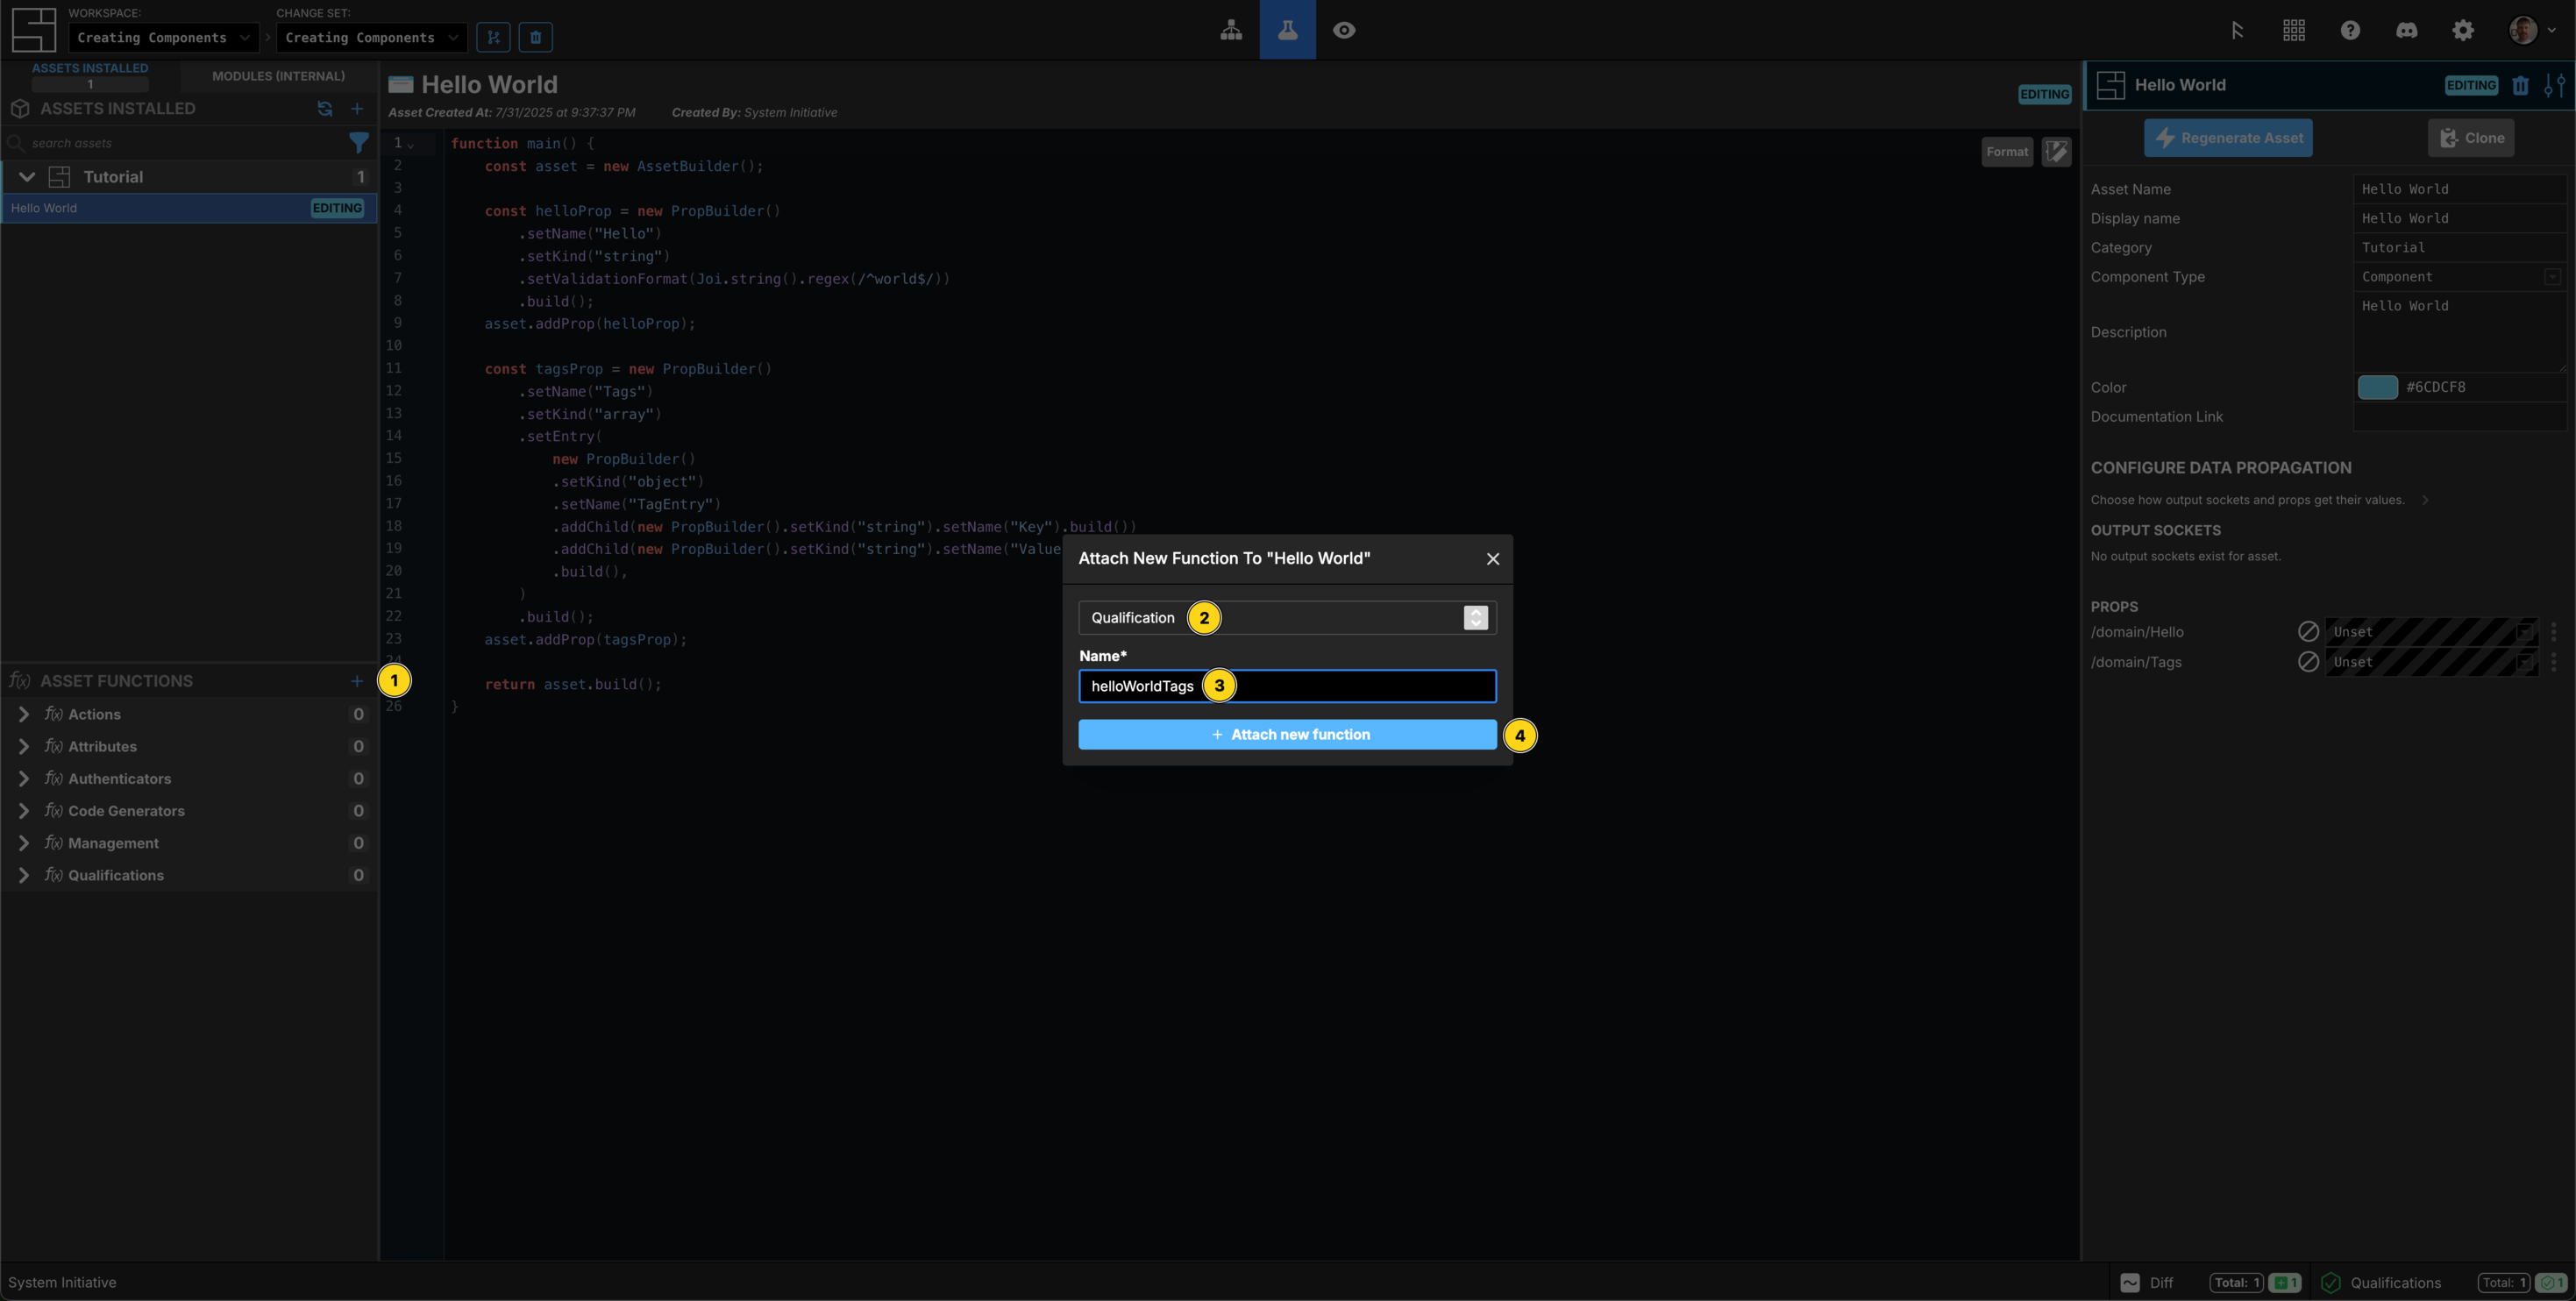 WORKSPACE:
Creating Components
CHANGE SET:
Creating Components
ASSETS INSTALLED
1
MODULES (INTERNAL)
ASSETS INSTALLED
search assets
Tutorial 1
Hello World EDITING
f(x) ASSET FUNCTIONS
1
f(x) Actions 0
f(x) Attributes 0
f(x) Authenticators 0
f(x) Code Generators 0
f(x) Management 0
f(x) Qualifications 0
Hello World
Asset Created At: 7/31/2025 at 9:37:37 PM Created By: System Initiative
EDITING
Format
1 function main() {
2 const asset = new AssetBuilder();
3
4 const helloProp = new PropBuilder()
5 .setName("Hello")
6 .setKind("string")
7 .setValidationFormat(Joi.string().regex(/^world$/))
8 .build();
9 asset.addProp(helloProp);
10
11 const tagsProp = new PropBuilder()
12 .setName("Tags")
13 .setKind("array")
14 .setEntry(
15 new PropBuilder()
16 .setKind("object")
17 .setName("TagEntry")
18 .addChild(new PropBuilder().setKind("string").setName("Key").build())
19 .addChild(new PropBuilder().setKind("string").setName("Value
20 .build(),
21 )
22 .build();
23 asset.addProp(tagsProp);
24
return asset.build();
26 }
Attach New Function To "Hello World"
Qualification 2
Name*
helloWorldTags 3
+ Attach new function 4
Hello World EDITING
Regenerate Asset Clone
Asset Name Hello World
Display name Hello World
Category Tutorial
Component Type Component
Description Hello World
Color #6CDCF8
Documentation Link
CONFIGURE DATA PROPAGATION
Choose how output sockets and props get their values.
OUTPUT SOCKETS
No output sockets exist for asset.
PROPS
/domain/Hello Unset
/domain/Tags Unset
System Initiative
Diff Total: 1 1 Qualifications Total: 1 1